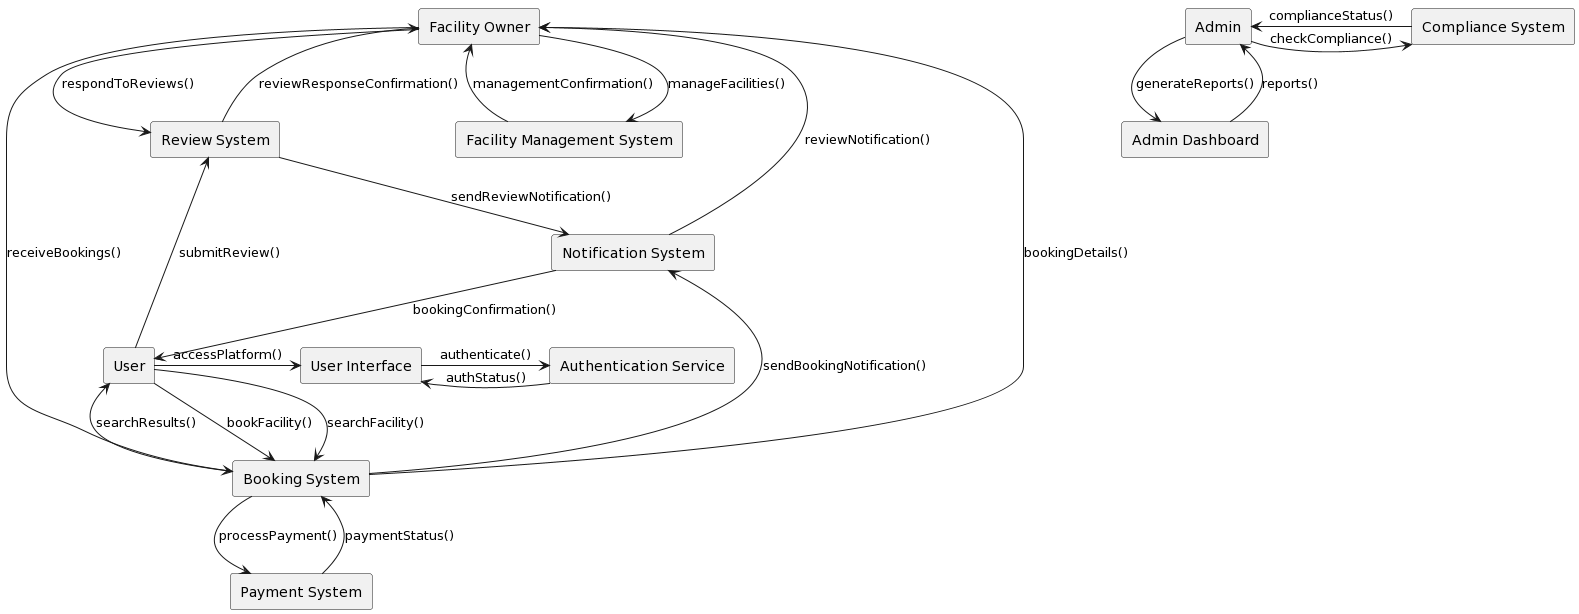 Facility Owner
Admin
complianceStatus()
checkCompliance()
Compliance System
respondToReviews()
reviewResponseConfirmation()
managementConfirmation()
manageFacilities()
generateReports()
reports()
Review System
Facility Management System
reviewNotification()
Admin Dashboard
sendReviewNotification()
receiveBookings()
submitReview()
Notification System
bookingDetails()
bookingConfirmation()
User
accessPlatform()
User Interface
authenticate()
authStatus()
Authentication Service
sendBookingNotification()
searchResults()
bookFacility()
searchFacility()
Booking System
processPayment()
paymentStatus()
Payment System